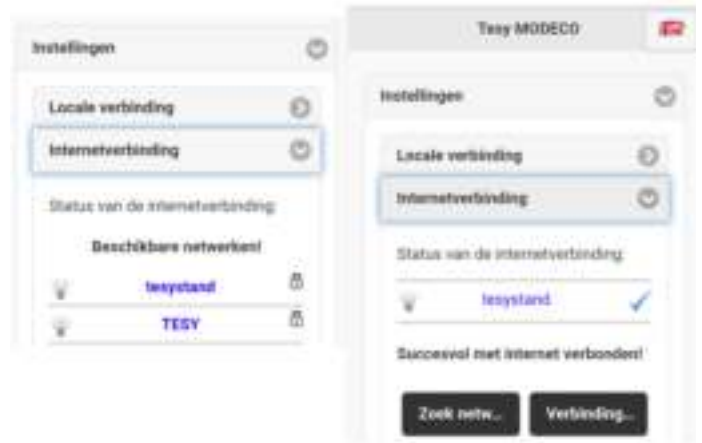 Instellingen
Locale verbinding
Internetverbinding
Status van de internetverbinding
Beschikbare netwerken!
tesystand
TESY
Tesy MODECO
Instellingen
Locale verbinding
Internetverbinding
Status van de internetverbinding
tesystand
Succesvol met internet verbonden!
Zoek netw... Verbinding...